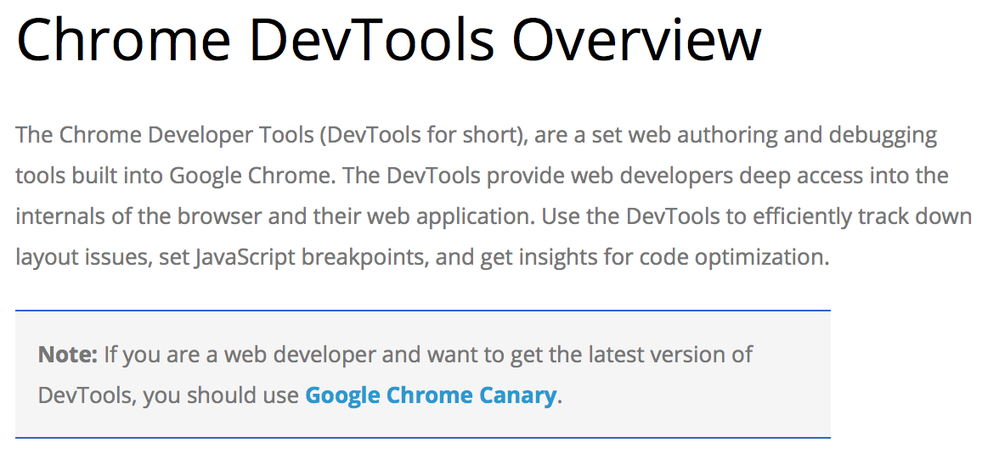 Chrome DevTools Overview
The Chrome Developer Tools (DevTools for short), are a set web authoring and debugging
tools built into Google Chrome. The DevTools provide web developers deep access into the
internals of the browser and their web application. Use the DevTools to efficiently track down
layout issues, set JavaScript breakpoints, and get insights for code optimization.
Note: If you are a web developer and want to get the latest version of
DevTools, you should use Google Chrome Canary.